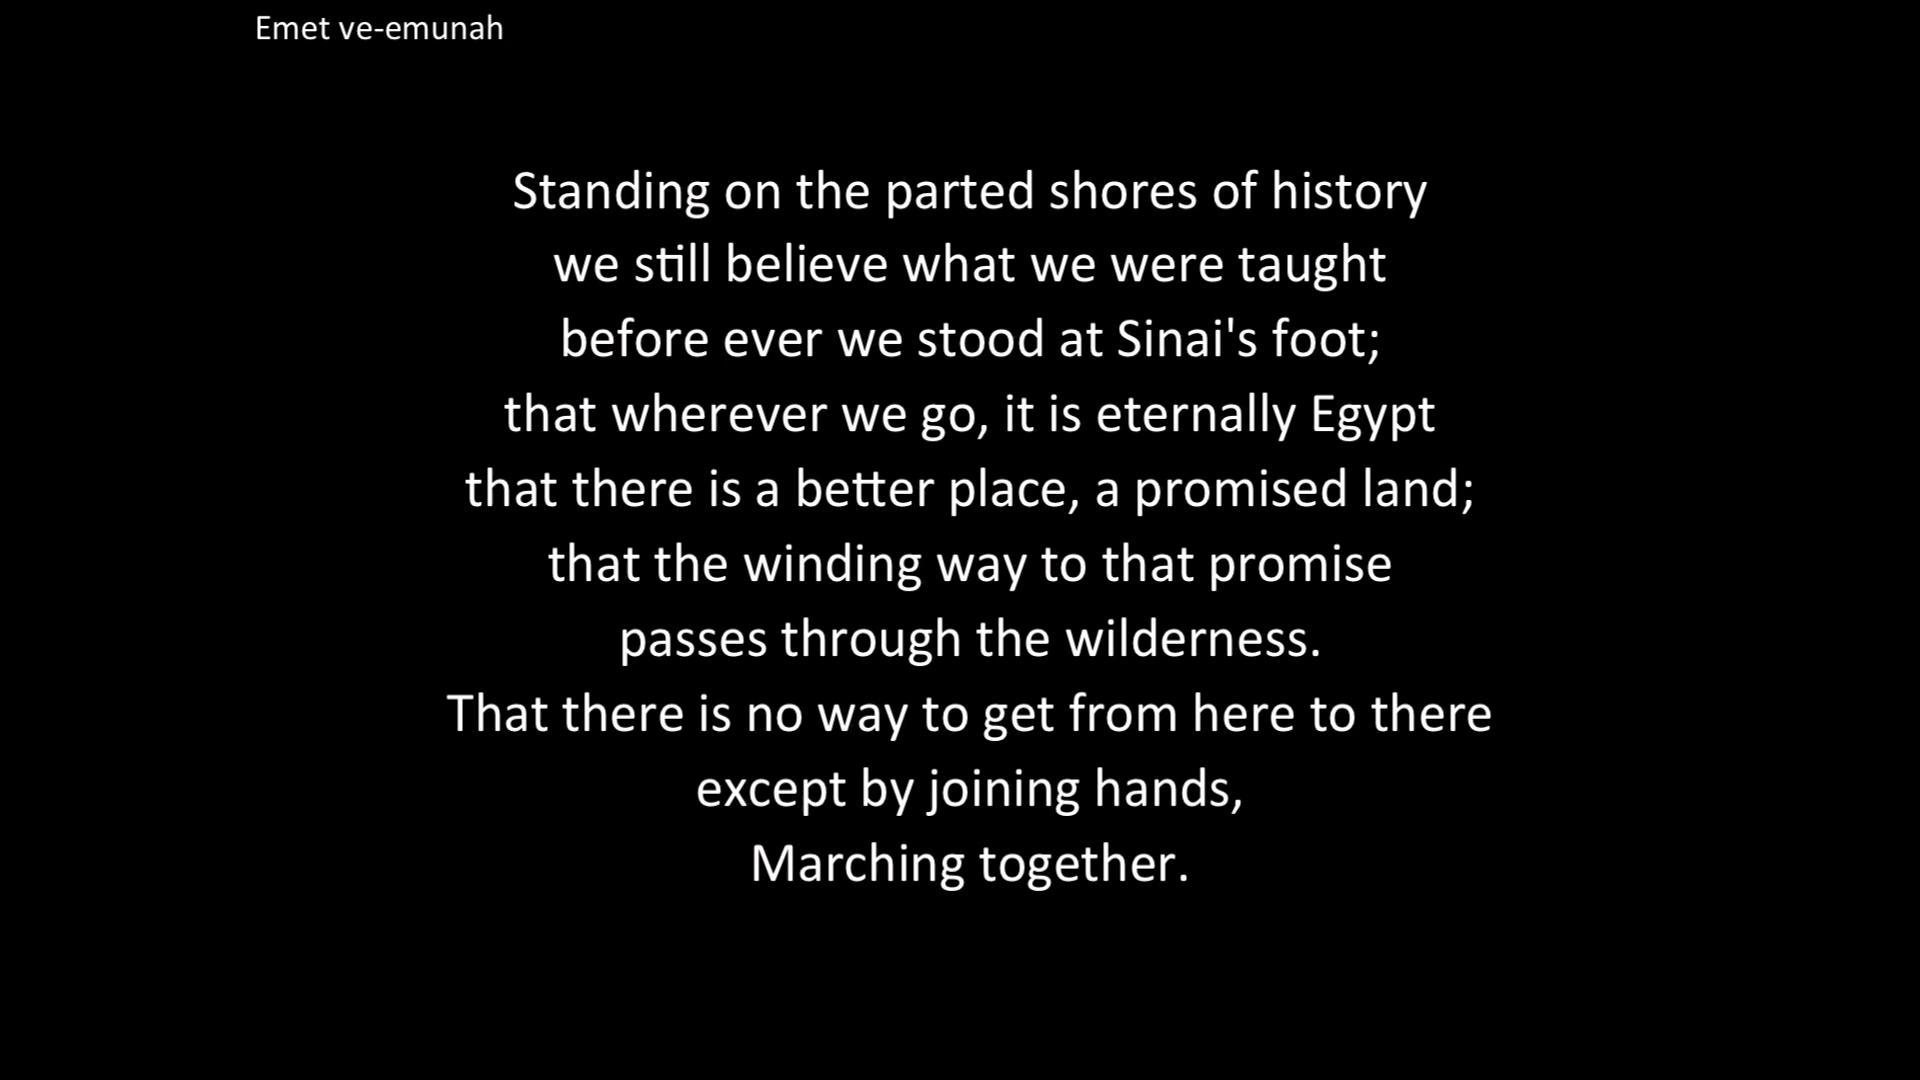 Emet ve-emunah
Standing on the parted shores of history
we still believe what we were taught
before ever we stood at Sinai's foot;
that wherever we go, it is eternally Egypt
that there is a better place, a promised land;
that the winding way to that promise
passes through the wilderness.
That there is no way to get from here to there
except by joining hands,
Marching together.